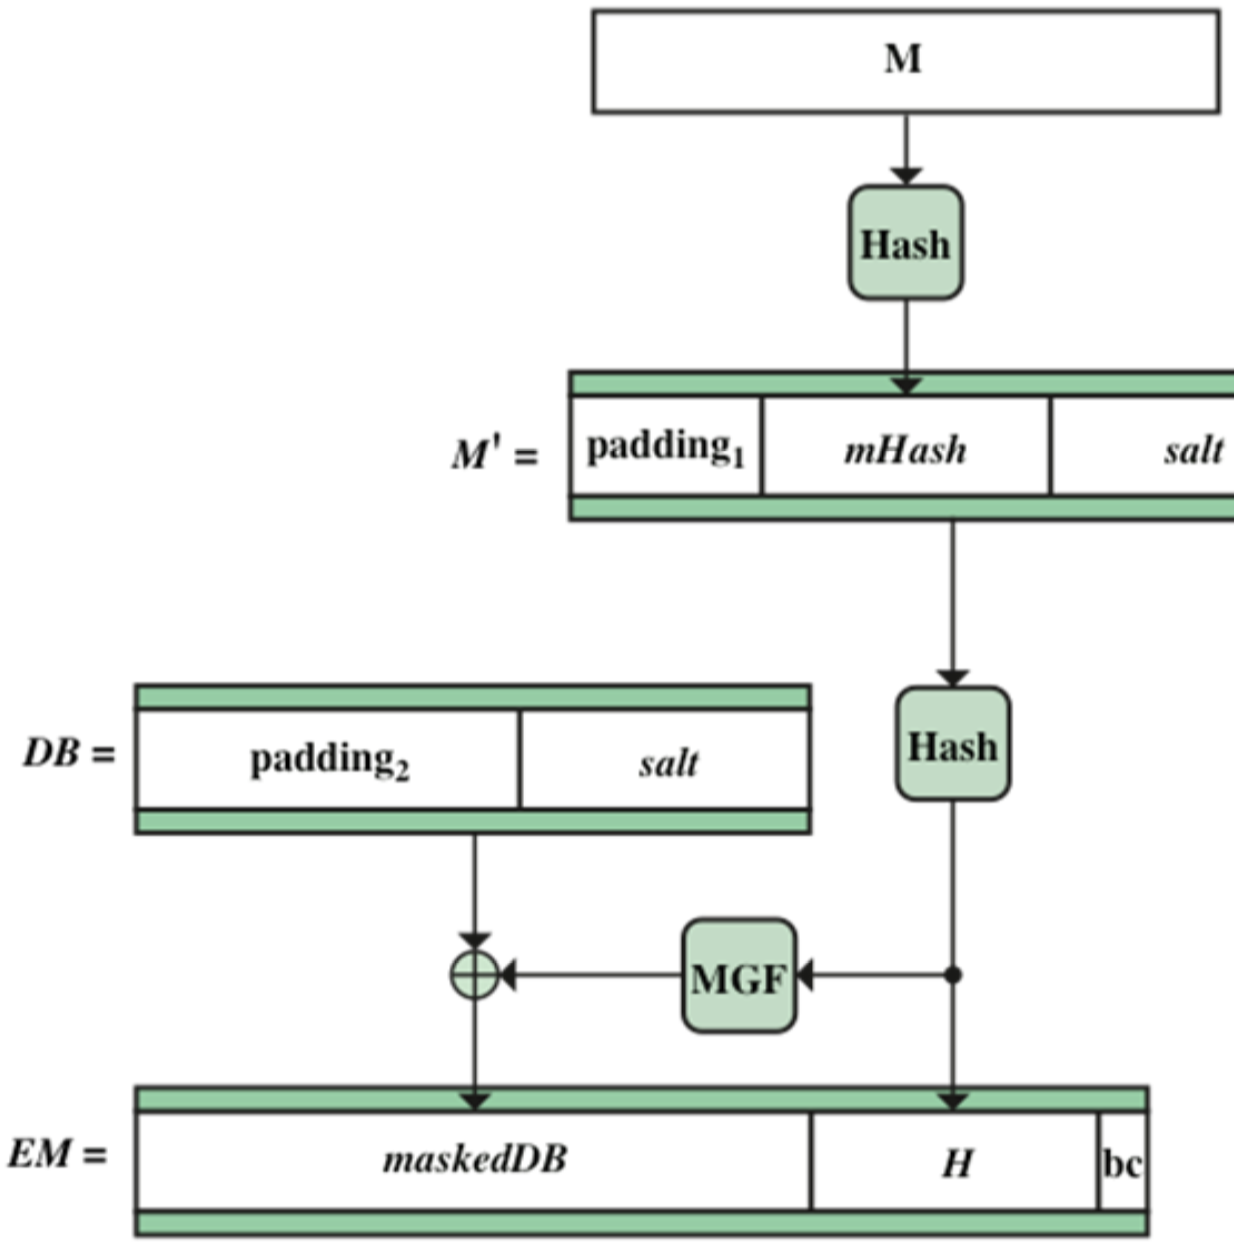 M
Hash
M' = padding₁ mHash salt
DB = padding₂ salt
Hash
MGF
EM = maskedDB H bc